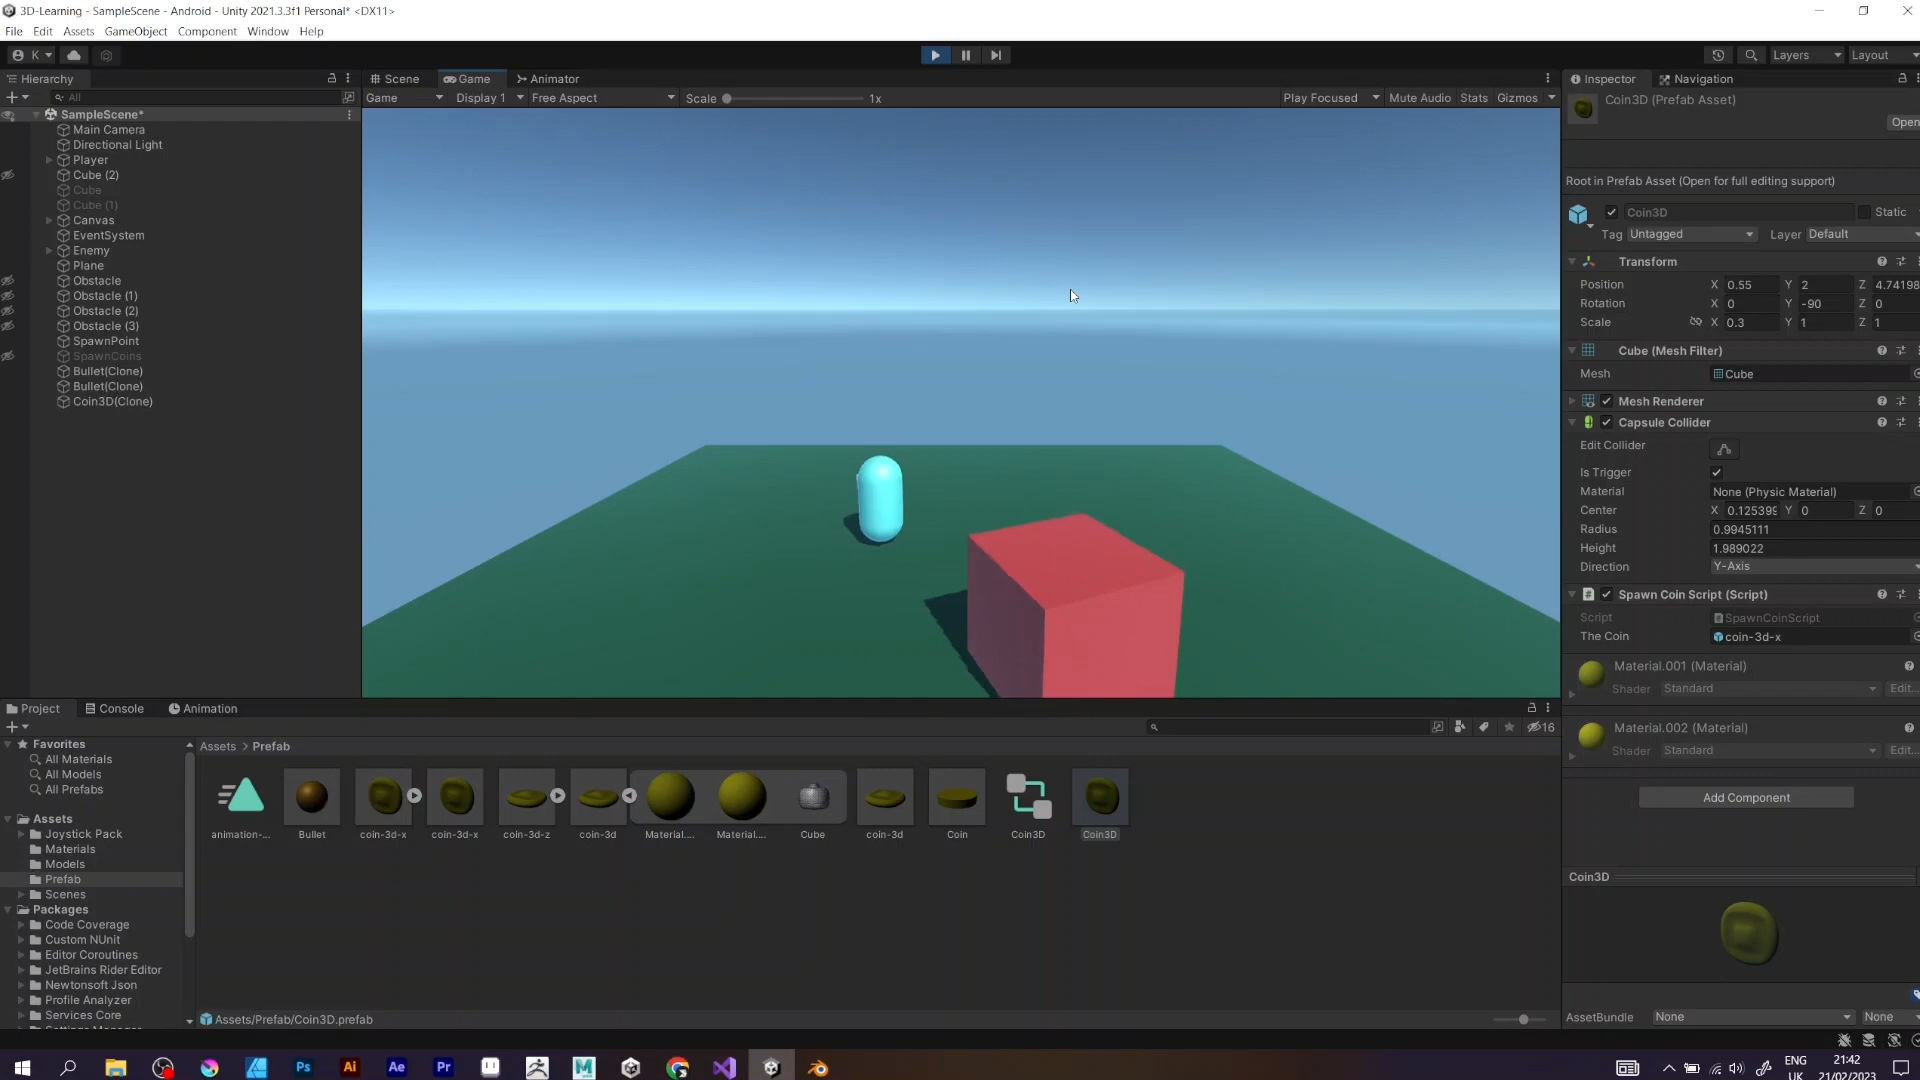 3D-Learning - SampleScene - Android - Unity 2021.3.3f1 Personal* <DX11>
File Edit Assets GameObject Component Window Help
K
Layers Layout
Hierarchy
Scene Game Animator
Inspector Navigation
All
Game Display 1 Free Aspect Scale 1x Play Focused Mute Audio Stats Gizmos
Coin3D (Prefab Asset)
Open
SampleScene*
Main Camera
Directional Light
Player
Cube (2)
Cube
Cube (1)
Canvas
EventSystem
Enemy
Plane
Obstacle
Obstacle (1)
Obstacle (2)
Obstacle (3)
SpawnPoint
SpawnCoins
Bullet(Clone)
Bullet(Clone)
Coin3D(Clone)
Root in Prefab Asset (Open for full editing support)
Coin3D Static
Tag Untagged Layer Default
Transform
Position X 0.55 Y 2 Z 4.74198
Rotation X 0 Y -90 Z 0
Scale X 0.3 Y 1 Z 1
Cube (Mesh Filter)
Mesh Cube
Mesh Renderer
Capsule Collider
Edit Collider
Is Trigger
Material None (Physic Material)
Center X 0.125399 Y 0 Z 0
Radius 0.9945111
Height 1.989022
Direction Y-Axis
Spawn Coin Script (Script)
Script SpawnCoinScript
The Coin coin-3d-x
Material.001 (Material)
Shader Standard Edit...
Material.002 (Material)
Shader Standard Edit...
Add Component
Coin3D
AssetBundle None None
Project Console Animation
16
Favorites
All Materials
All Models
All Prefabs
Assets
Joystick Pack
Materials
Models
Prefab
Scenes
Packages
Code Coverage
Custom NUnit
Editor Coroutines
JetBrains Rider Editor
Newtonsoft Json
Profile Analyzer
Services Core
Assets > Prefab
animation-... Bullet coin-3d-x coin-3d-x coin-3d-z coin-3d Material.... Material.... Cube coin-3d Coin Coin3D Coin3D
Assets/Prefab/Coin3D.prefab
Ps Ai Ae Pr M
ENG
UK
21:42
21/02/2023